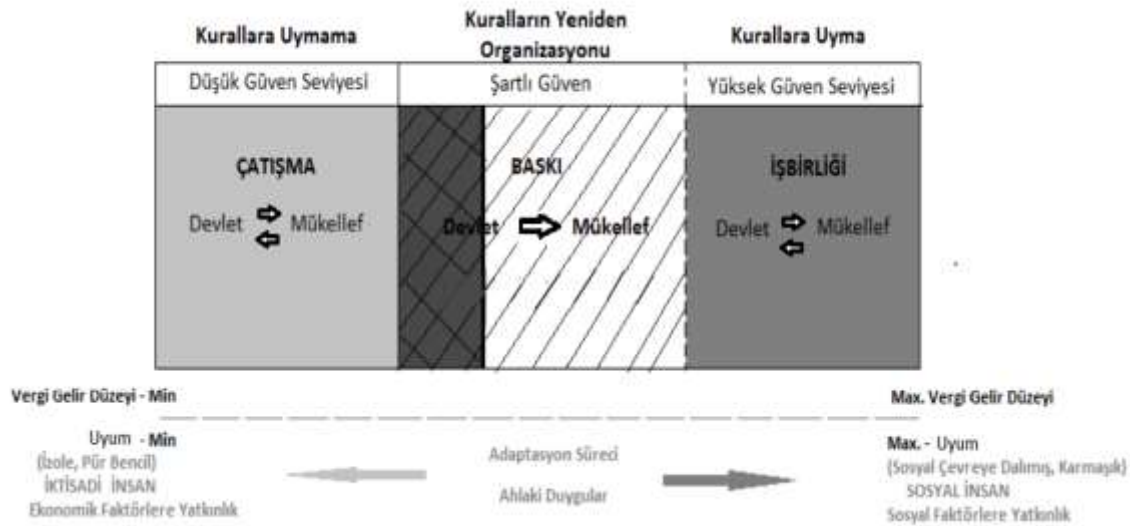 Kurallara Uymama
Kuralların Yeniden
Organizasyonu
Kurallara Uyma
Düşük Güven Seviyesi
Şartlı Güven
Yüksek Güven Seviyesi
ÇATIŞMA
BASKI
İŞBİRLİĞİ
Devlet Mükellef
Devlet Mükellef
Devlet Mükellef
Vergi Gelir Düzeyi - Min
Max. Vergi Gelir Düzeyi
Uyum - Min
(İzole, Pür Bencil)
İKTİSADİ İNSAN
Ekonomik Faktörlere Yatkınlık
Adaptasyon Süreci
Ahlaki Duygular
Max. - Uyum
(Sosyal Çevreye Dalmış, Karmaşık)
SOSYAL İNSAN
Sosyal Faktörlere Yatkınlık